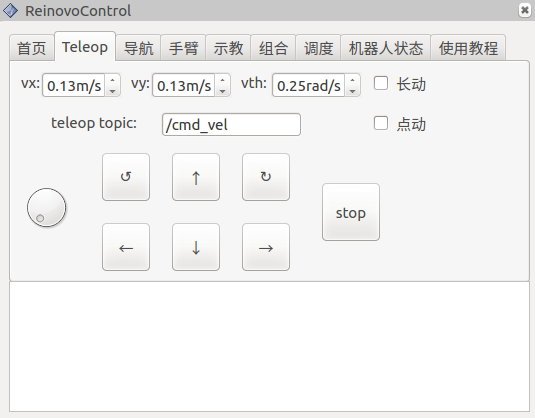 ReinovoControl
首页 Teleop 导航 手臂 示教 组合 调度 机器人状态 使用教程
vx: 0.13m/s vy: 0.13m/s vth: 0.25rad/s 长动
teleop topic: /cmd_vel 点动
↺ ↑ ↻
stop
← ↓ →